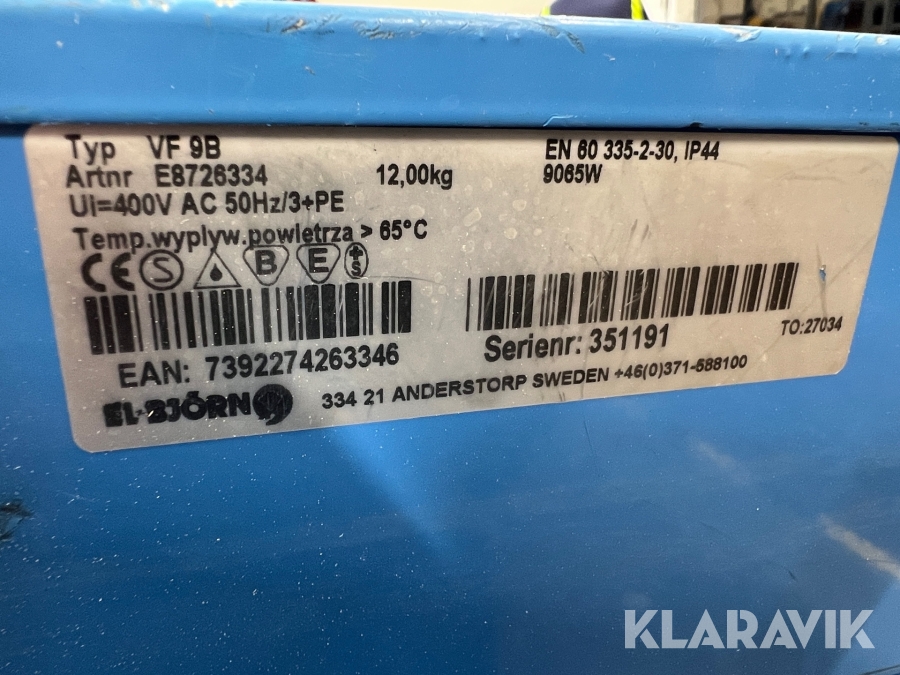 Typ VF 9B
EN 60 335-2-30, IP44
Artnr E8726334 12,00kg 9065W
UI=400V AC 50Hz/3+PE
Temp.wyplyw.powietrza > 65°C
CE S B E +S
EAN: 7392274263346
Serienr: 351191
TO:27034
EL-BJÖRN
334 21 ANDERSTORP SWEDEN +46(0)371-588100
KLARAVIK